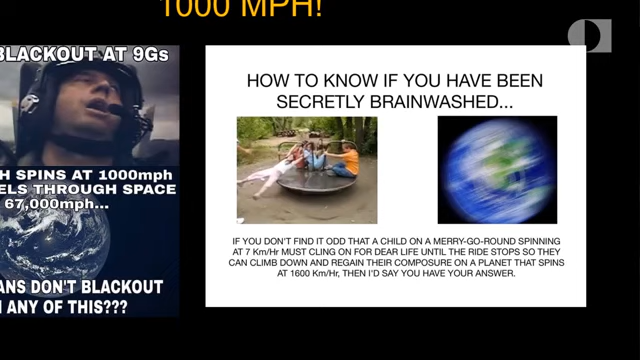 1000 MPH!
BLACKOUT AT 9Gs
SPINS AT 1000mph
THROUGH SPACE
67,000mph...
DON'T BLACKOUT
ANY OF THIS???
HOW TO KNOW IF YOU HAVE BEEN
SECRETLY BRAINWASHED...
IF YOU DON'T FIND IT ODD THAT A CHILD ON A MERRY-GO-ROUND SPINNING
AT 7 Km/Hr MUST CLING ON FOR DEAR LIFE UNTIL THE RIDE STOPS SO THEY
CAN CLIMB DOWN AND REGAIN THEIR COMPOSURE ON A PLANET THAT SPINS
AT 1600 Km/Hr, THEN I'D SAY YOU HAVE YOUR ANSWER.